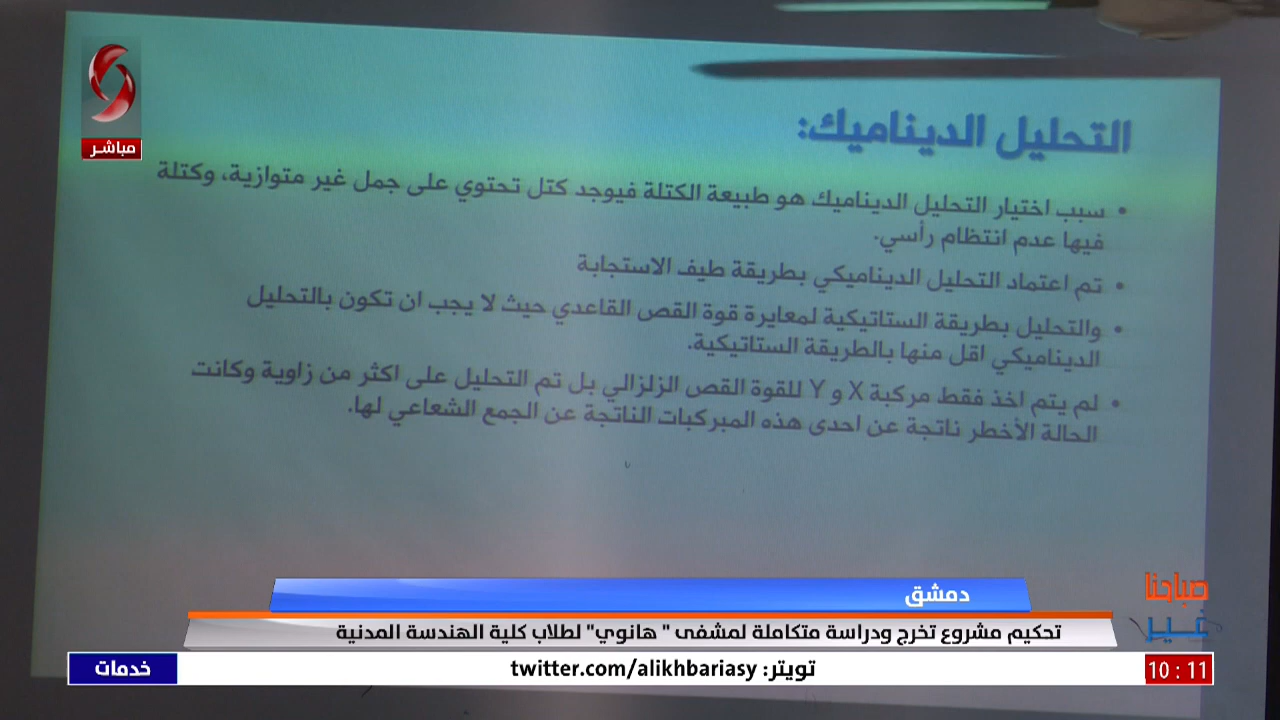 مباشر
التحليل الديناميك:
• سبب اختيار التحليل الديناميك هو طبيعة الكتلة فيوجد كتل تحتوي على جمل غير متوازية، وكتلة
فيها عدم انتظام رأسي.
• تم اعتماد التحليل الديناميكي بطريقة طيف الاستجابة
• والتحليل بطريقة الستاتيكية لمعايرة قوة القص القاعدي حيث لا يجب ان تكون بالتحليل
الديناميكي اقل منها بالطريقة الستاتيكية.
• لم يتم اخذ فقط مركبة X و Y للقوة القص الزلزالي بل تم التحليل على اكثر من زاوية وكانت
الحالة الأخطر ناتجة عن احدى هذه المبركبات الناتجة عن الجمع الشعاعي لها.
دمشق
صباحنا
غير
تحكيم مشروع تخرج ودراسة متكاملة لمشفى " هانوي" لطلاب كلية الهندسة المدنية
خدمات
تويتر: twitter.com/alikhbariasy
10:11